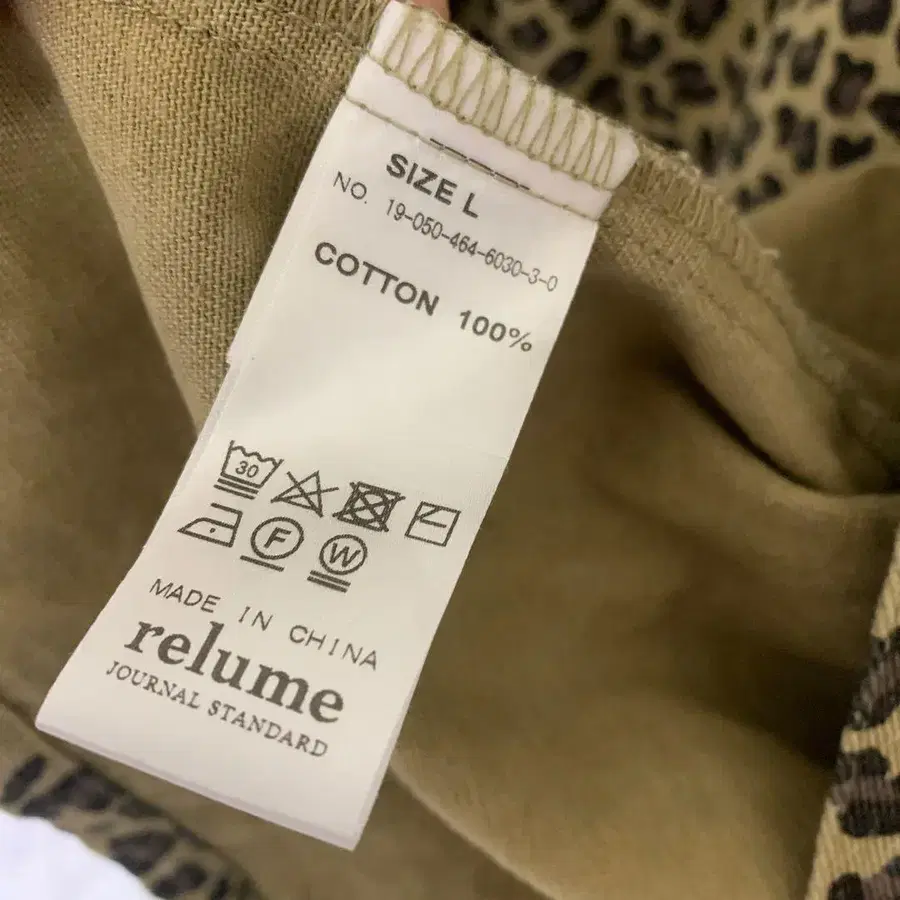 SIZE L
NO. 19-050-464-6030-3-0
COTTON 100%
30
F
W
MADE IN CHINA
relume
JOURNAL STANDARD